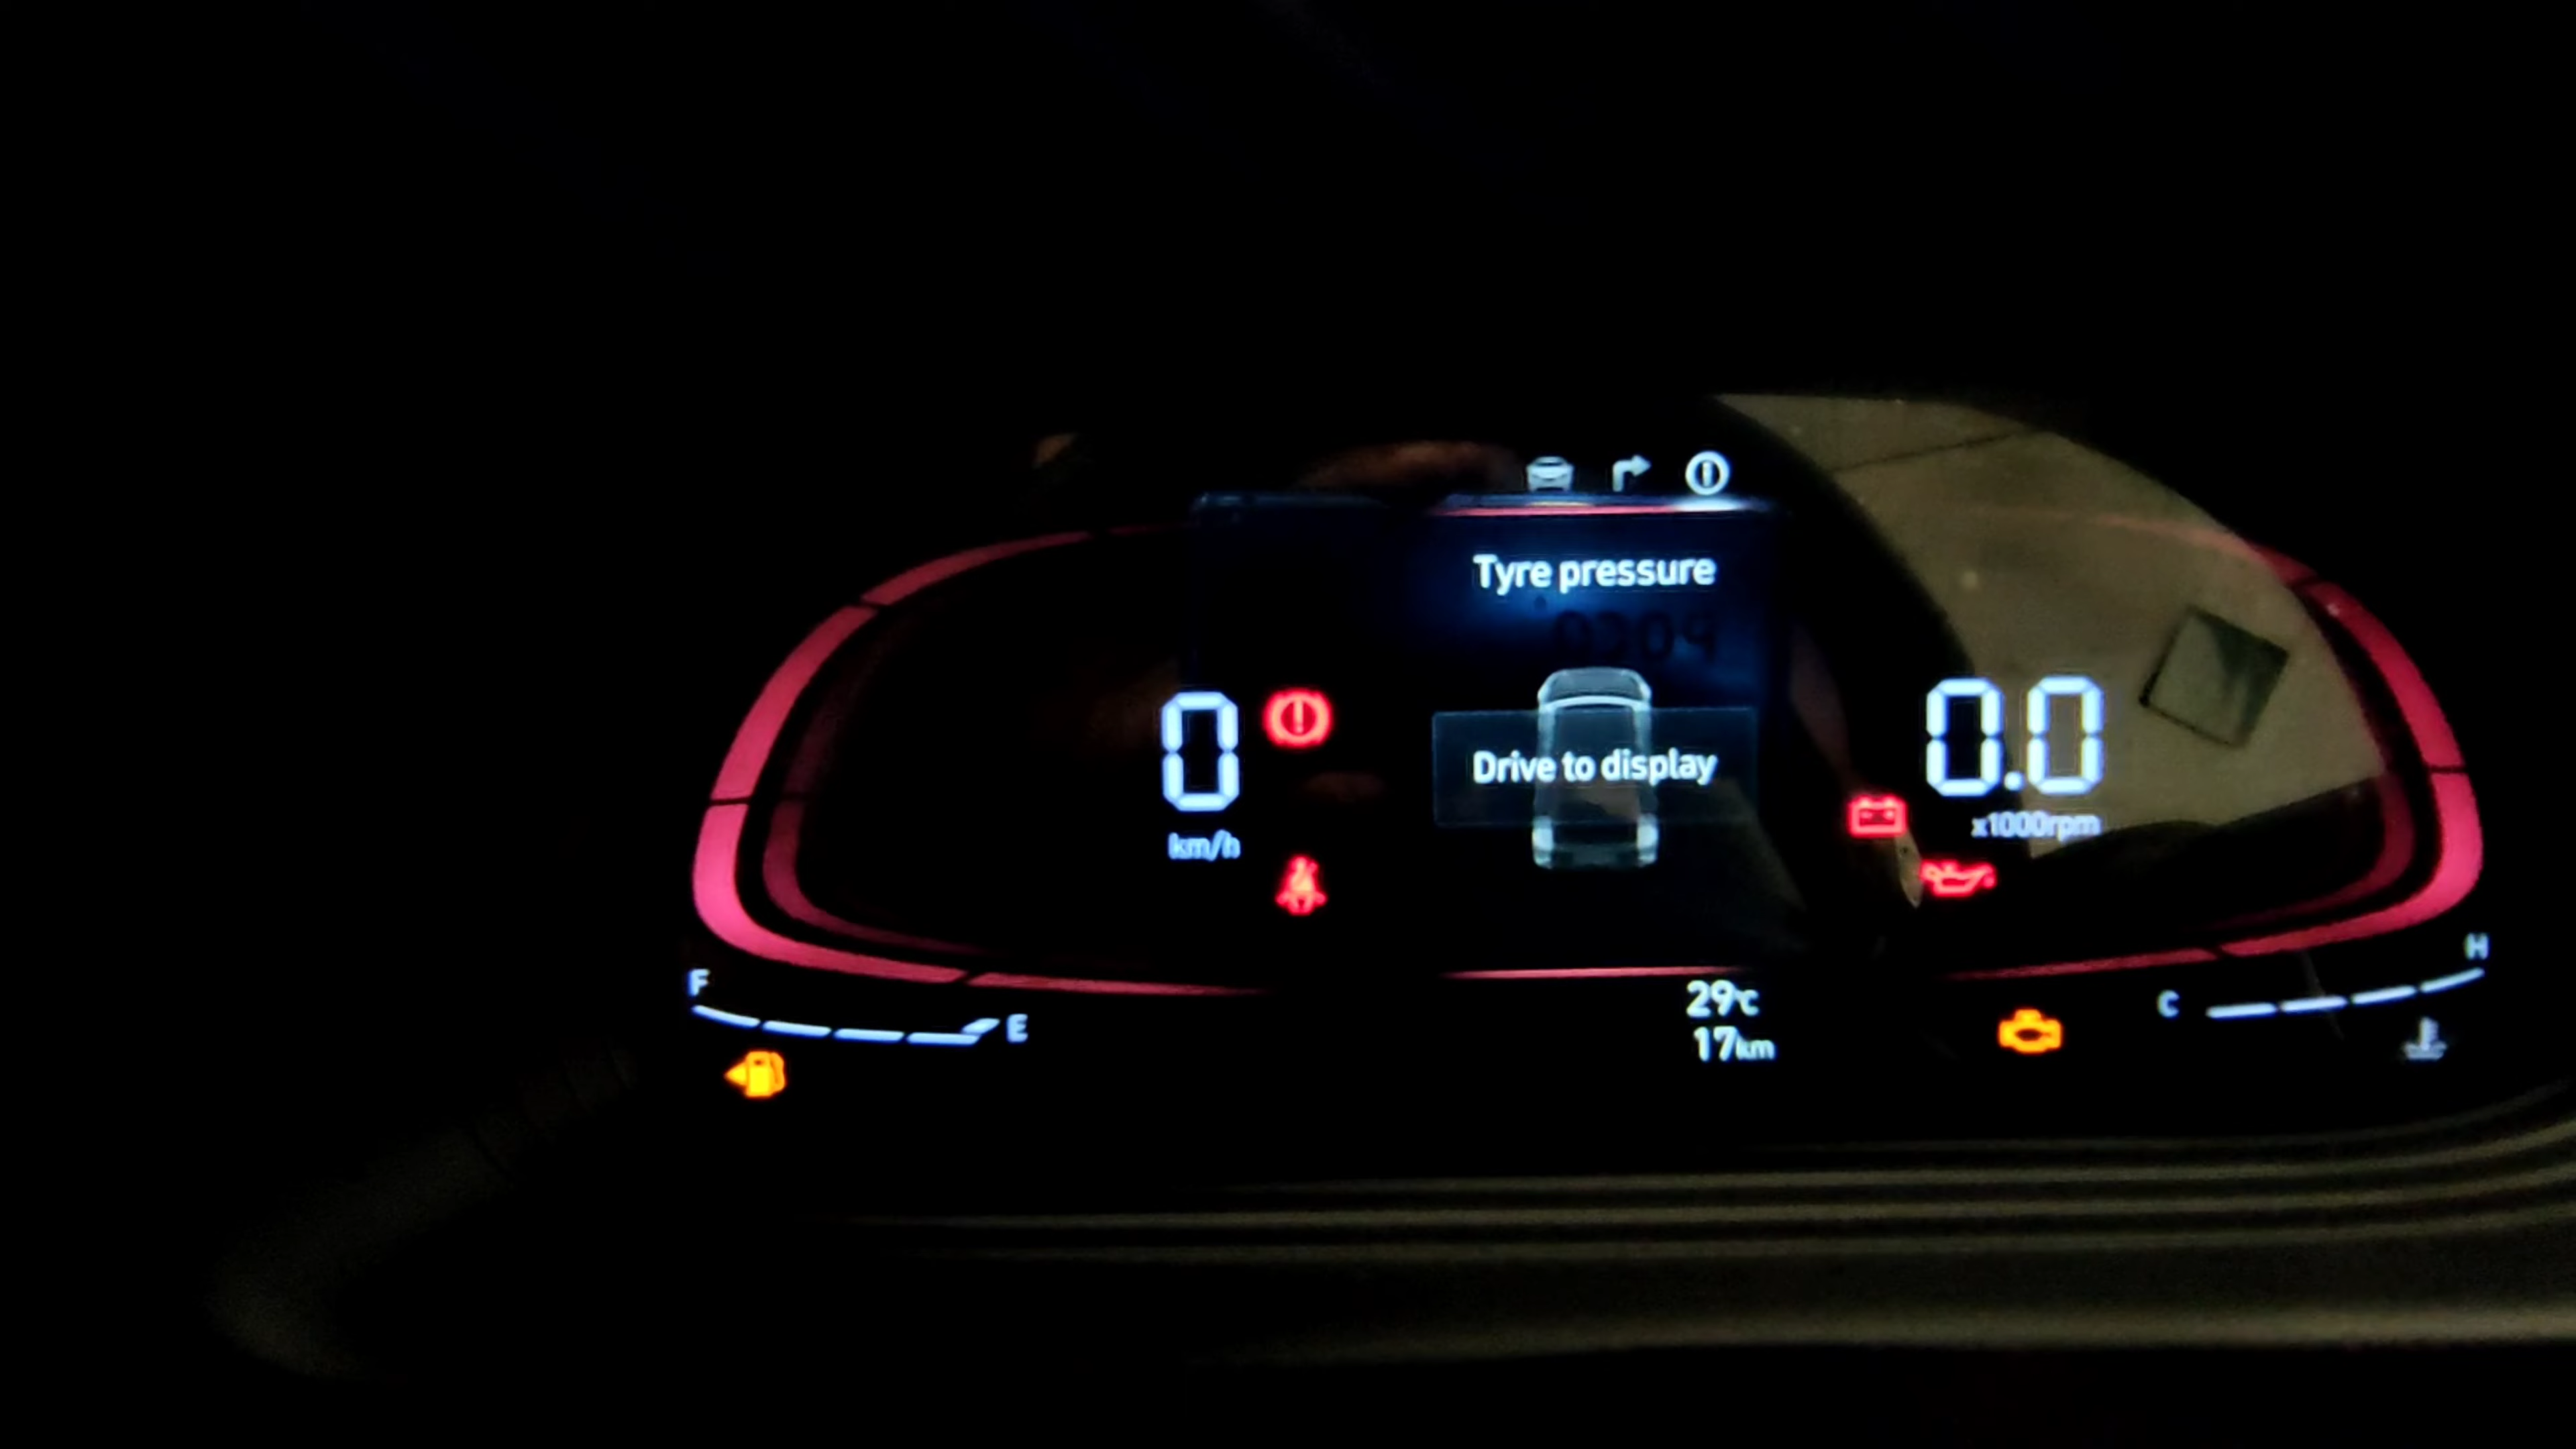 Tyre pressure
0
km/h
Drive to display
0.0
x1000rpm
F
E
29°C
17km
C
H